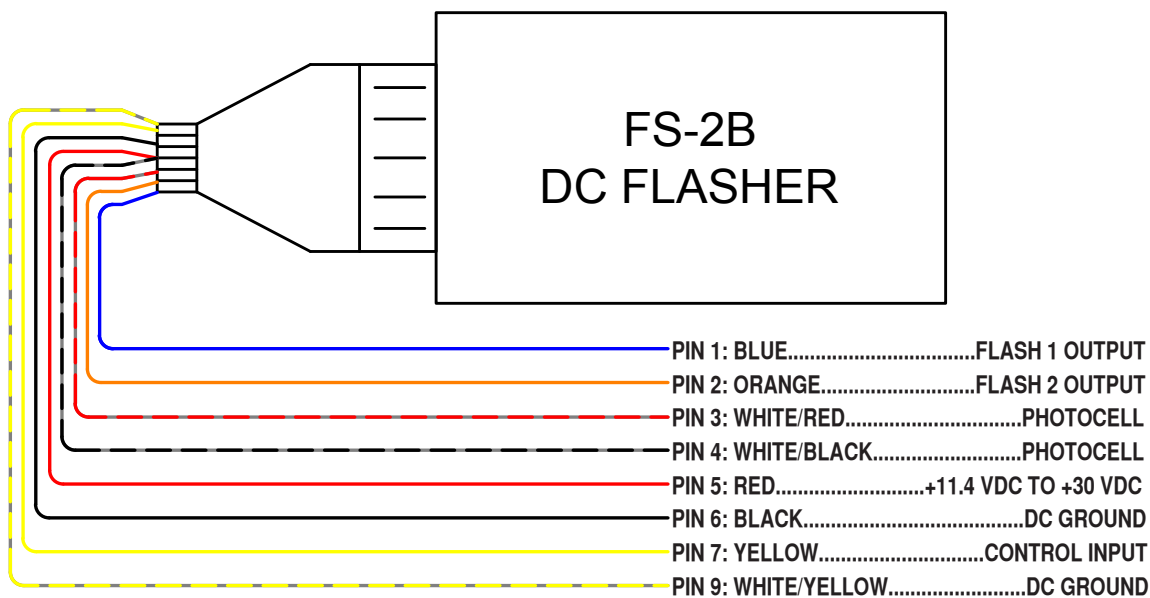 FS-2B
DC FLASHER
PIN 1: BLUE..................................FLASH 1 OUTPUT
PIN 2: ORANGE............................FLASH 2 OUTPUT
PIN 3: WHITE/RED................................PHOTOCELL
PIN 4: WHITE/BLACK...........................PHOTOCELL
PIN 5: RED...........................+11.4 VDC TO +30 VDC
PIN 6: BLACK........................................DC GROUND
PIN 7: YELLOW..............................CONTROL INPUT
PIN 9: WHITE/YELLOW.........................DC GROUND